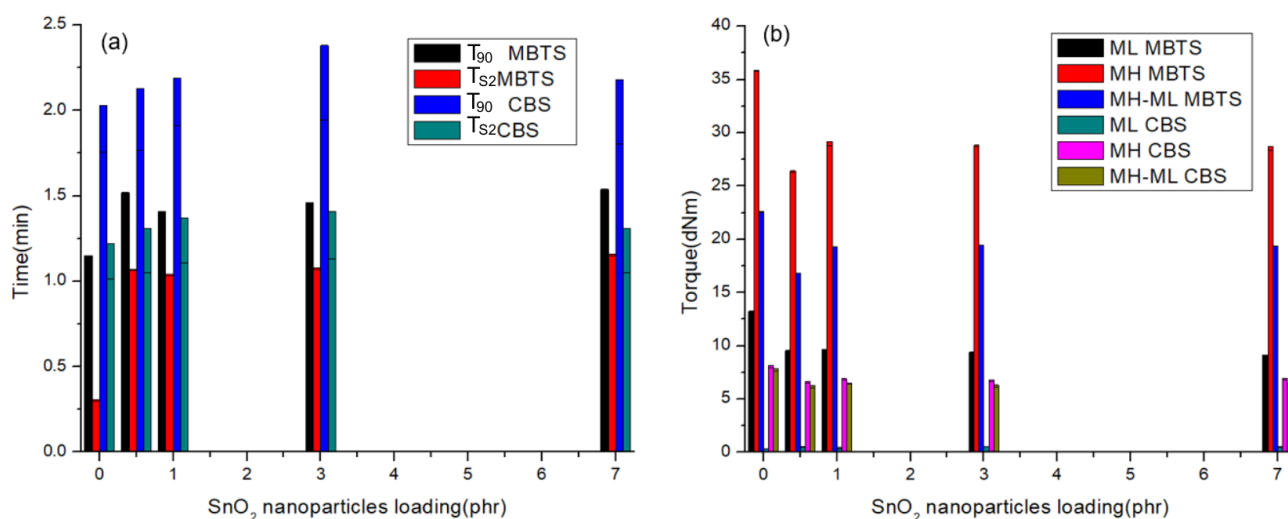 (a)
T90 MBTS
TS2MBTS
T90 CBS
TS2CBS
2.5
2.0
1.5
1.0
0.5
0.0
Time(min)
0 1 2 3 4 5 6 7
SnO2 nanoparticles loading(phr)
(b)
ML MBTS
MH MBTS
MH-ML MBTS
ML CBS
MH CBS
MH-ML CBS
40
35
30
25
20
15
10
5
0
Torque(dNm)
0 1 2 3 4 5 6 7
SnO2 nanoparticles loading(phr)